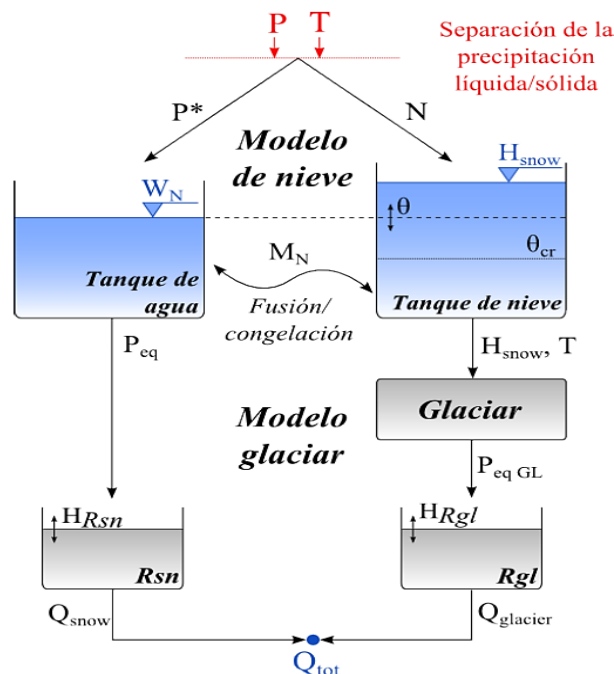 P T
Separación de la
precipitación
líquida/sólida
P*
N
Modelo
de nieve
W_N
H_snow
θ
θ_cr
M_N
Tanque de
agua
Fusión/
congelación
Tanque de nieve
P_eq
H_snow, T
Modelo
glaciar
Glaciar
P_eq GL
H_Rsn
H_Rgl
Rsn
Rgl
Q_snow
Q_glacier
Q_tot